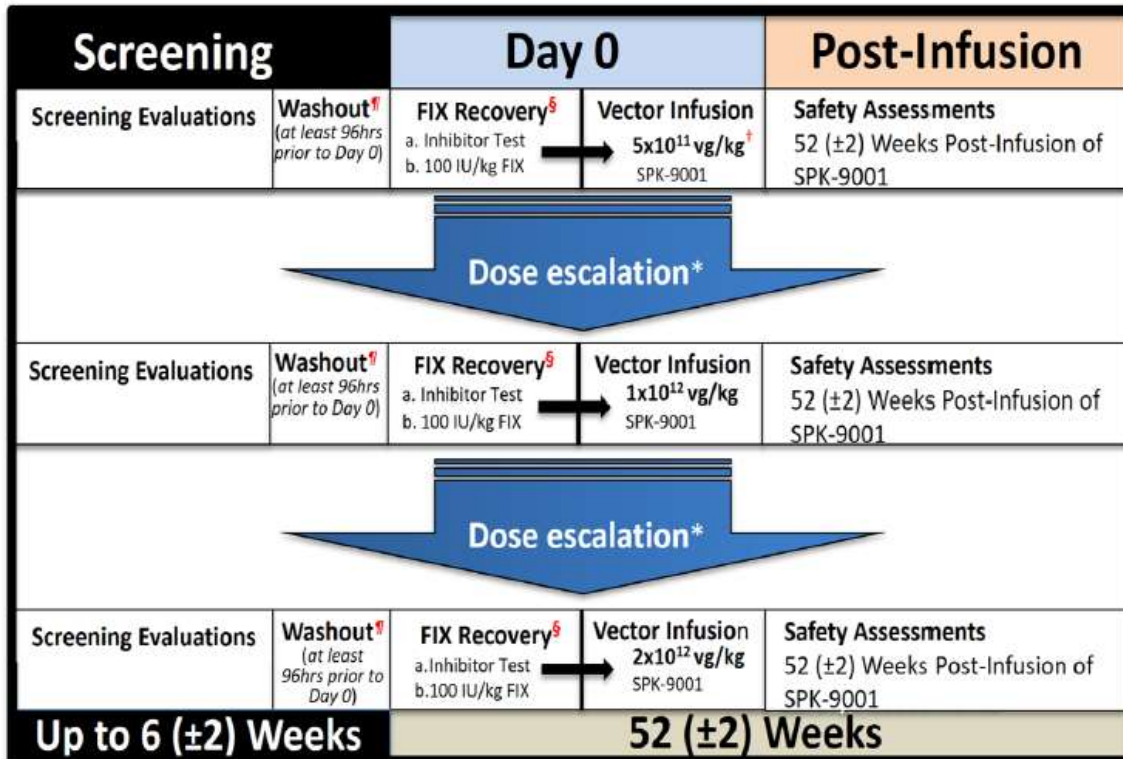 Screening
Day 0
Post-Infusion
Screening Evaluations
Washout¶
(at least 96hrs
prior to Day 0)
FIX Recovery§
a. Inhibitor Test
b. 100 IU/kg FIX
Vector Infusion
5x10¹¹ vg/kg†
SPK-9001
Safety Assessments
52 (±2) Weeks Post-Infusion of
SPK-9001
Dose escalation*
Screening Evaluations
Washout¶
(at least 96hrs
prior to Day 0)
FIX Recovery§
a. Inhibitor Test
b. 100 IU/kg FIX
Vector Infusion
1x10¹² vg/kg
SPK-9001
Safety Assessments
52 (±2) Weeks Post-Infusion of
SPK-9001
Dose escalation*
Screening Evaluations
Washout¶
(at least
96hrs prior to
Day 0)
FIX Recovery§
a.Inhibitor Test
b.100 IU/kg FIX
Vector Infusion
2x10¹² vg/kg
SPK-9001
Safety Assessments
52 (±2) Weeks Post-Infusion of
SPK-9001
Up to 6 (±2) Weeks
52 (±2) Weeks